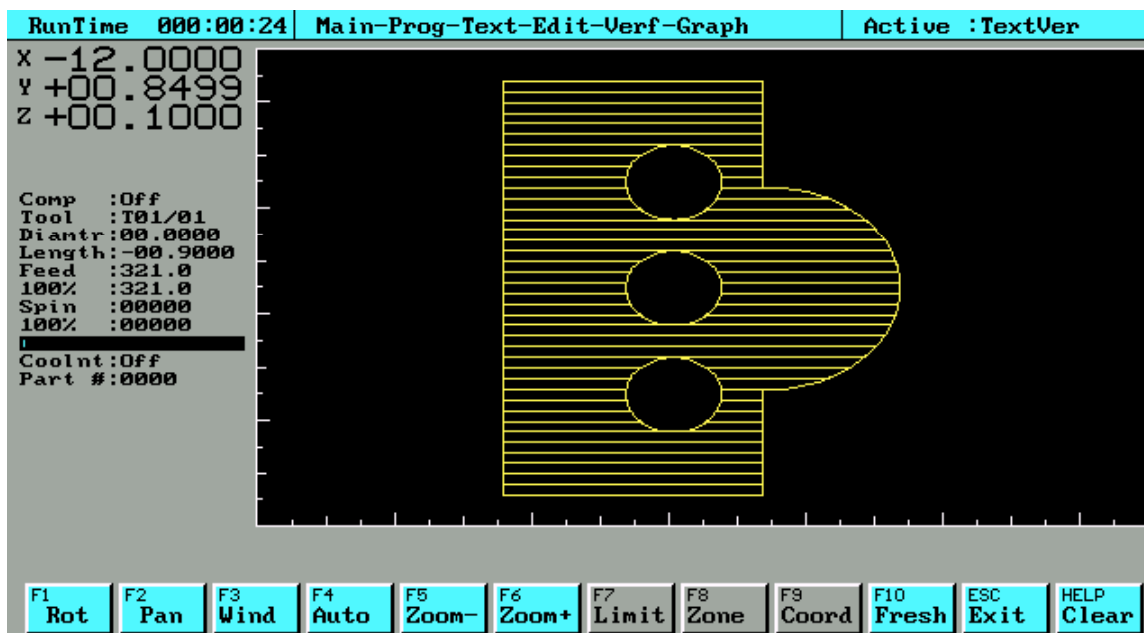 RunTime 000:00:24 Main-Prog-Text-Edit-Verf-Graph Active :TextVer
X -12.0000
Y +00.8499
Z +00.1000
Comp :Off
Tool :T01/01
Diamtr:00.0000
Length:-00.9000
Feed :321.0
100% :321.0
Spin :00000
100% :00000
Coolnt:Off
Part #:0000
F1 F2 F3 F4 F5 F6 F7 F8 F9 F10 ESC HELP
Rot Pan Wind Auto Zoom- Zoom+ Limit Zone Coord Fresh Exit Clear